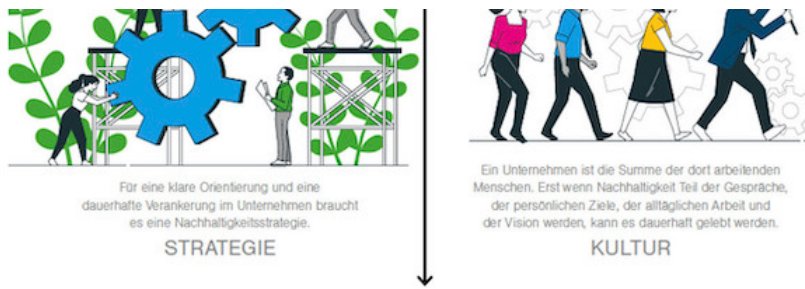 Für eine klare Orientierung und eine
dauerhafte Verankerung im Unternehmen braucht
es eine Nachhaltigkeitsstrategie.
STRATEGIE
Ein Unternehmen ist die Summe der dort arbeitenden
Menschen. Erst wenn Nachhaltigkeit Teil der Gespräche,
der persönlichen Ziele, der alltäglichen Arbeit und
der Vision werden, kann es dauerhaft gelebt werden.
KULTUR